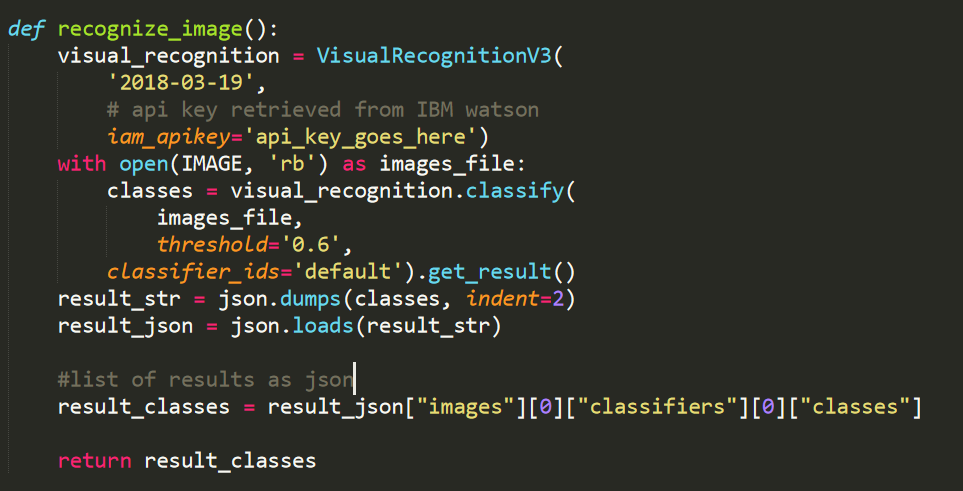 def recognize_image():
    visual_recognition = VisualRecognitionV3(
        '2018-03-19',
        # api key retrieved from IBM watson
        iam_apikey='api_key_goes_here')
    with open(IMAGE, 'rb') as images_file:
        classes = visual_recognition.classify(
            images_file,
            threshold='0.6',
        classifier_ids='default').get_result()
    result_str = json.dumps(classes, indent=2)
    result_json = json.loads(result_str)
    #list of results as json
    result_classes = result_json["images"][0]["classifiers"][0]["classes"]
    return result_classes